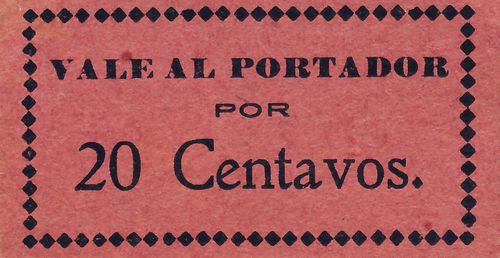 VALE AL PORTADOR
POR
20 Centavos.